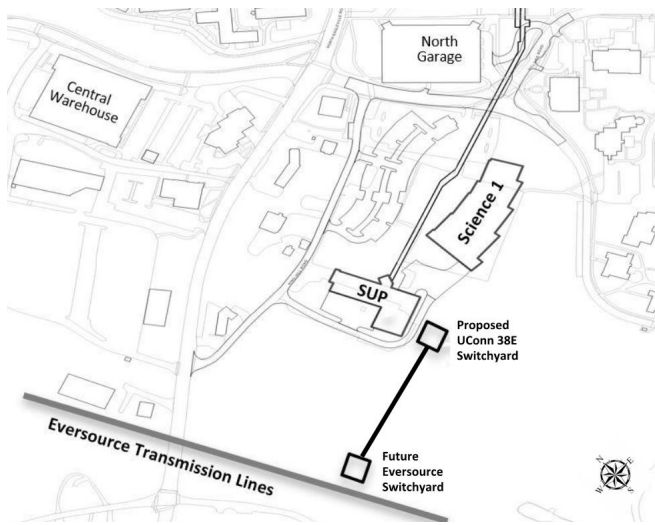 North
Garage
Central
Warehouse
Science 1
SUP
Proposed
UConn 38E
Switchyard
Eversource Transmission Lines
Future
Eversource
Switchyard
N
E
S
W